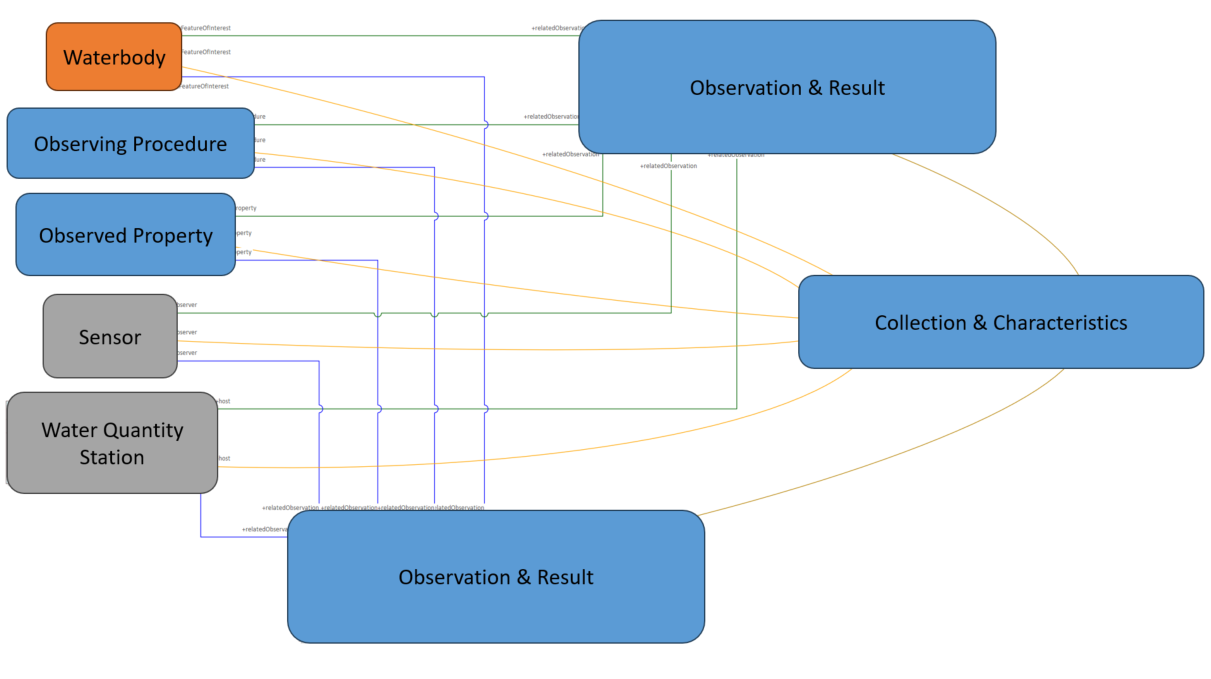 FeatureOfInterest
+relatedObservation
Waterbody
FeatureOfInterest
FeatureOfInterest
Observation & Result
+relatedObservation
Observing Procedure
+relatedObservation
+relatedObservation
+relatedObservation
Observed Property
Sensor
Collection & Characteristics
+host
Water Quantity
Station
+relatedObservation
+relatedObservation
Observation & Result